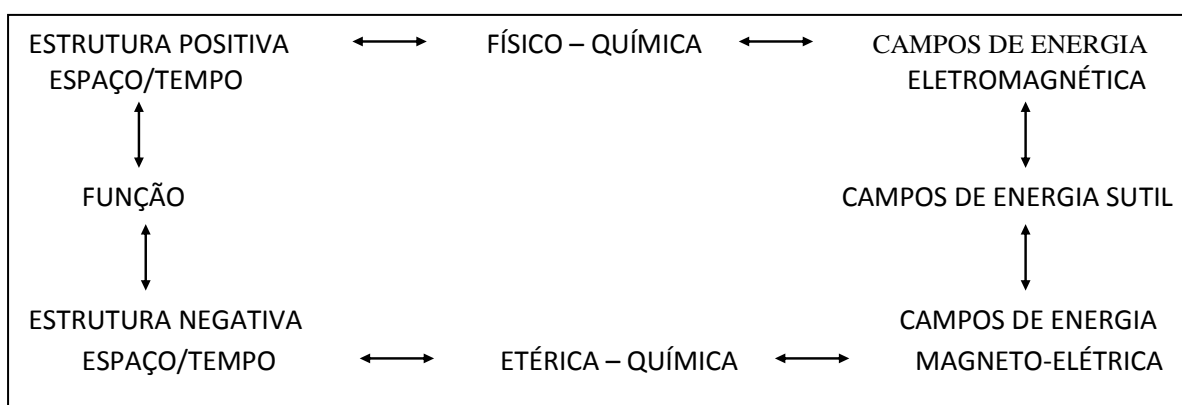 ESTRUTURA POSITIVA FÍSICO – QUÍMICA CAMPOS DE ENERGIA
ESPAÇO/TEMPO ELETROMAGNÉTICA
FUNÇÃO CAMPOS DE ENERGIA SUTIL
ESTRUTURA NEGATIVA CAMPOS DE ENERGIA
ESPAÇO/TEMPO ETÉRICA – QUÍMICA MAGNETO-ELÉTRICA